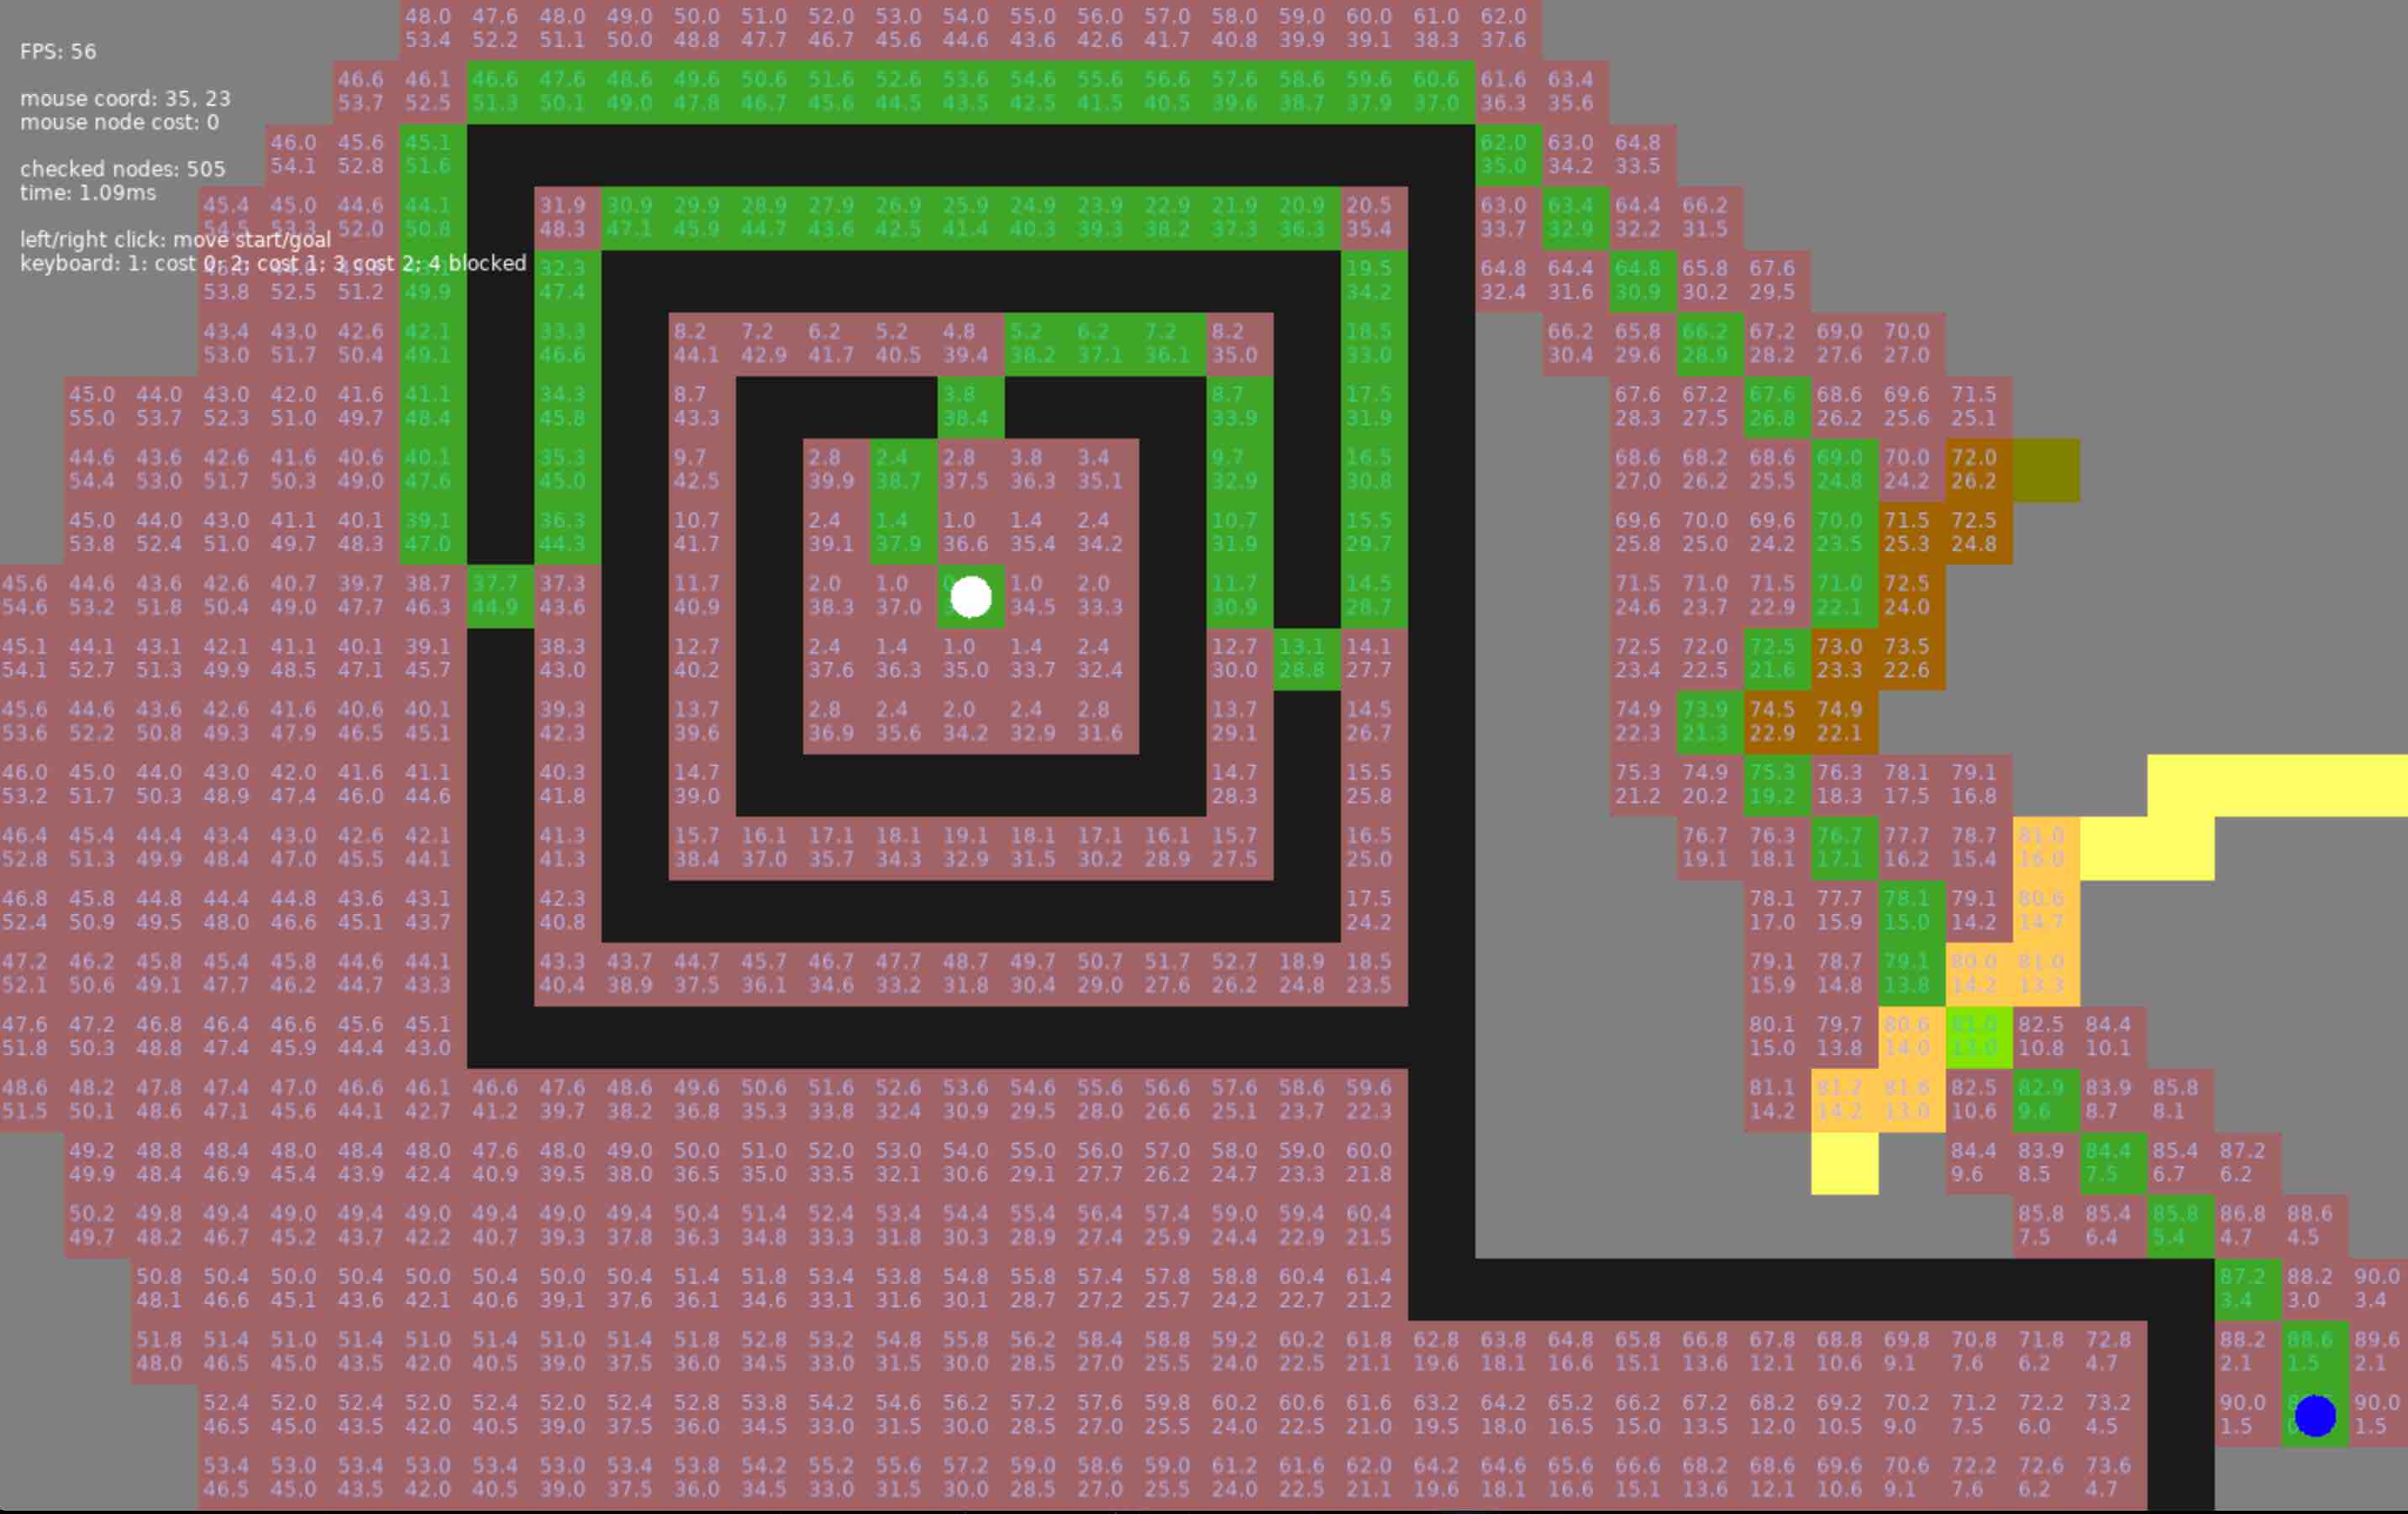 FPS: 56
mouse coord: 35, 23
mouse node cost: 0
checked nodes: 505
time: 1.09ms
left/right click: move start/goal
keyboard: 1: cost 0; 2: cost 1; 3 cost 2; 4 blocked
48.0 47.6 48.0 49.0 50.0 51.0 52.0 53.0 54.0 55.0 56.0 57.0 58.0 59.0 60.0 61.0 62.0
53.4 52.2 51.1 50.0 48.8 47.7 46.7 45.6 44.6 43.6 42.6 41.7 40.8 39.9 39.1 38.3 37.6
46.6 46.1 46.6 47.6 48.6 49.6 50.6 51.6 52.6 53.6 54.6 55.6 56.6 57.6 58.6 59.6 60.6 61.6 63.4
53.7 52.5 51.3 50.1 49.0 47.8 46.7 45.6 44.5 43.5 42.5 41.5 40.5 39.6 38.7 37.9 37.0 36.3 35.6
46.0 45.6 45.1 62.0 63.0 64.8
54.1 52.8 51.6 35.0 34.2 33.5
45.4 45.0 44.6 44.1 31.9 30.9 29.9 28.9 27.9 26.9 25.9 24.9 23.9 22.9 21.9 20.9 20.5 63.0 63.4 64.4 66.2
52.0 50.8 48.3 47.1 45.9 44.7 43.6 42.5 41.4 40.3 39.3 38.2 37.3 36.3 35.4 33.7 32.9 32.2 31.5
32.3 19.5 64.8 64.4 64.8 65.8 67.6
53.8 52.5 51.2 49.9 47.4 34.2 32.4 31.6 30.9 30.2 29.5
43.4 43.0 42.6 42.1 33.3 8.2 7.2 6.2 5.2 4.8 5.2 6.2 7.2 8.2 18.5 66.2 65.8 66.2 67.2 69.0 70.0
53.0 51.7 50.4 49.1 46.6 44.1 42.9 41.7 40.5 39.4 38.2 37.1 36.1 35.0 33.0 30.4 29.6 28.9 28.2 27.6 27.0
45.0 44.0 43.0 42.0 41.6 41.1 34.3 8.7 3.8 8.7 17.5 67.6 67.2 67.6 68.6 69.6 71.5
55.0 53.7 52.3 51.0 49.7 48.4 45.8 43.3 38.4 33.9 31.9 28.3 27.5 26.8 26.2 25.6 25.1
44.6 43.6 42.6 41.6 40.6 40.1 35.3 9.7 2.8 2.4 2.8 3.8 3.4 9.7 16.5 68.6 68.2 68.6 69.0 70.0 72.0
54.4 53.0 51.7 50.3 49.0 47.6 45.0 42.5 39.9 38.7 37.5 36.3 35.1 32.9 30.8 27.0 26.2 25.5 24.8 24.2 26.2
45.0 44.0 43.0 41.1 40.1 39.1 36.3 10.7 2.4 1.4 1.0 1.4 2.4 10.7 15.5 69.6 70.0 69.6 70.0 71.5 72.5
53.8 52.4 51.0 49.7 48.3 47.0 44.3 41.7 39.1 37.9 36.6 35.4 34.2 31.9 29.7 25.8 25.0 24.2 23.5 25.3 24.8
45.6 44.6 43.6 42.6 40.7 39.7 38.7 37.7 37.3 11.7 2.0 1.0 1.0 2.0 11.7 14.5 71.5 71.0 71.5 71.0 72.5
54.6 53.2 51.8 50.4 49.0 47.7 46.3 44.9 43.6 40.9 38.3 37.0 34.5 33.3 30.9 28.7 24.6 23.7 22.9 22.1 24.0
45.1 44.1 43.1 42.1 41.1 40.1 39.1 38.3 12.7 2.4 1.4 1.0 1.4 2.4 12.7 13.1 14.1 72.5 72.0 72.5 73.0 73.5
54.1 52.7 51.3 49.9 48.5 47.1 45.7 43.0 40.2 37.6 36.3 35.0 33.7 32.4 30.0 28.8 27.7 23.4 22.5 21.6 23.3 22.6
45.6 44.6 43.6 42.6 41.6 40.6 40.1 39.3 13.7 2.8 2.4 2.0 2.4 2.8 13.7 14.5 74.9 73.9 74.5 74.9
53.6 52.2 50.8 49.3 47.9 46.5 45.1 42.3 39.6 36.9 35.6 34.2 32.9 31.6 29.1 26.7 22.3 21.3 22.9 22.1
46.0 45.0 44.0 43.0 42.0 41.6 41.1 40.3 14.7 14.7 15.5 75.3 74.9 75.3 76.3 78.1 79.1
53.2 51.7 50.3 48.9 47.4 46.0 44.6 41.8 39.0 28.3 25.8 21.2 20.2 19.2 18.3 17.5 16.8
46.4 45.4 44.4 43.4 43.0 42.6 42.1 41.3 15.7 16.1 17.1 18.1 19.1 18.1 17.1 16.1 15.7 16.5 76.7 76.3 76.7 77.7 78.7 81.0
52.8 51.3 49.9 48.4 47.0 45.5 44.1 41.3 38.4 37.0 35.7 34.3 32.9 31.5 30.2 28.9 27.5 25.0 19.1 18.1 17.1 16.2 15.4 16.0
46.8 45.8 44.8 44.4 44.8 43.6 43.1 42.3 17.5 78.1 77.7 78.1 79.1 80.6
52.4 50.9 49.5 48.0 46.6 45.1 43.7 40.8 24.2 17.0 15.9 15.0 14.2 14.7
47.2 46.2 45.8 45.4 45.8 44.6 44.1 43.3 43.7 44.7 45.7 46.7 47.7 48.7 49.7 50.7 51.7 52.7 18.9 18.5 79.1 78.7 79.1 80.0 81.0
52.1 50.6 49.1 47.7 46.2 44.7 43.3 40.4 38.9 37.5 36.1 34.6 33.2 31.8 30.4 29.0 27.6 26.2 24.8 23.5 15.9 14.8 13.8 14.2 13.3
47.6 47.2 46.8 46.4 46.6 45.6 45.1 80.1 79.7 80.6 81.0 82.5 84.4
51.8 50.3 48.8 47.4 45.9 44.4 43.0 15.0 13.8 14.0 13.0 10.8 10.1
48.6 48.2 47.8 47.4 47.0 46.6 46.1 46.6 47.6 48.6 49.6 50.6 51.6 52.6 53.6 54.6 55.6 56.6 57.6 58.6 59.6 81.1 81.2 81.6 82.5 82.9 83.9 85.8
51.5 50.1 48.6 47.1 45.6 44.1 42.7 41.2 39.7 38.2 36.8 35.3 33.8 32.4 30.9 29.5 28.0 26.6 25.1 23.7 22.3 14.2 14.2 13.0 10.6 9.6 8.7 8.1
49.2 48.8 48.4 48.0 48.4 48.0 47.6 48.0 49.0 50.0 51.0 52.0 53.0 54.0 55.0 56.0 57.0 58.0 59.0 60.0 84.4 83.9 84.4 85.4 87.2
49.9 48.4 46.9 45.4 43.9 42.4 40.9 39.5 38.0 36.5 35.0 33.5 32.1 30.6 29.1 27.7 26.2 24.7 23.3 21.8 9.6 8.5 7.5 6.7 6.2
50.2 49.8 49.4 49.0 49.4 49.0 49.4 49.0 49.4 50.4 51.4 52.4 53.4 54.4 55.4 56.4 57.4 59.0 59.4 60.4 85.8 85.4 85.8 86.8 88.6
49.7 48.2 46.7 45.2 43.7 42.2 40.7 39.3 37.8 36.3 34.8 33.3 31.8 30.3 28.9 27.4 25.9 24.4 22.9 21.5 7.5 6.4 5.4 4.7 4.5
50.8 50.4 50.0 50.4 50.0 50.4 50.0 50.4 51.4 51.8 53.4 53.8 54.8 55.8 57.4 57.8 58.8 60.4 61.4 87.2 88.2 90.0
48.1 46.6 45.1 43.6 42.1 40.6 39.1 37.6 36.1 34.6 33.1 31.6 30.1 28.7 27.2 25.7 24.2 22.7 21.2 3.4 3.0 3.4
51.8 51.4 51.0 51.4 51.0 51.4 51.0 51.4 51.8 52.8 53.2 54.8 55.8 56.2 58.4 58.8 59.2 60.2 61.8 62.8 63.8 64.8 65.8 66.8 67.8 68.8 69.8 70.8 71.8 72.8 88.2 88.6 89.6
48.0 46.5 45.0 43.5 42.0 40.5 39.0 37.5 36.0 34.5 33.0 31.5 30.0 28.5 27.0 25.5 24.0 22.5 21.1 19.6 18.1 16.6 15.1 13.6 12.1 10.6 9.1 7.6 6.2 4.7 2.1 1.5 2.1
52.4 52.0 52.4 52.0 52.4 52.0 52.4 52.8 53.8 54.2 54.6 56.2 57.2 57.6 59.8 60.2 60.6 61.6 63.2 64.2 65.2 66.2 67.2 68.2 69.2 70.2 71.2 72.2 73.2 90.0 90.0
46.5 45.0 43.5 42.0 40.5 39.0 37.5 36.0 34.5 33.0 31.5 30.0 28.5 27.0 25.5 24.0 22.5 21.0 19.5 18.0 16.5 15.0 13.5 12.0 10.5 9.0 7.5 6.0 4.5 1.5 1.5
53.4 53.0 53.4 53.0 53.4 53.0 53.4 53.8 54.2 55.2 55.6 57.2 59.0 58.6 59.0 61.2 61.6 62.0 64.2 64.6 65.6 66.6 68.2 68.6 69.6 70.6 72.2 72.6 73.6
46.5 45.0 43.5 42.0 40.5 39.0 37.5 36.0 34.5 33.0 31.5 30.0 28.5 27.0 25.5 24.0 22.5 21.1 19.6 18.1 16.6 15.1 13.6 12.1 10.6 9.1 7.6 6.2 4.7